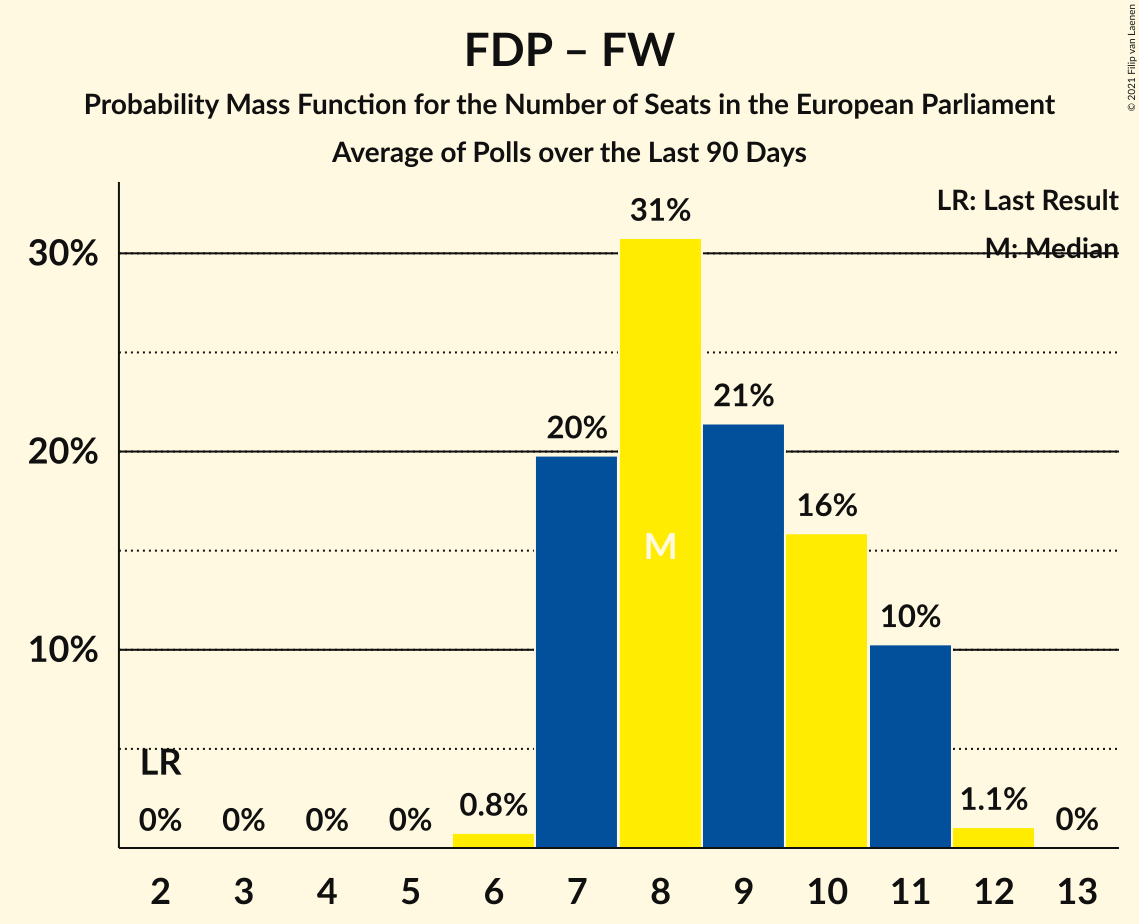 FDP – FW
Probability Mass Function for the Number of Seats in the European Parliament
Average of Polls over the Last 90 Days
© 2021 Filip van Laenen
LR: Last Result
M: Median
30%
20%
10%
31%
21%
20%
16%
10%
M
LR
0%
0%
0%
0%
0.8%
1.1%
0%
2 3 4 5 6 7 8 9 10 11 12 13